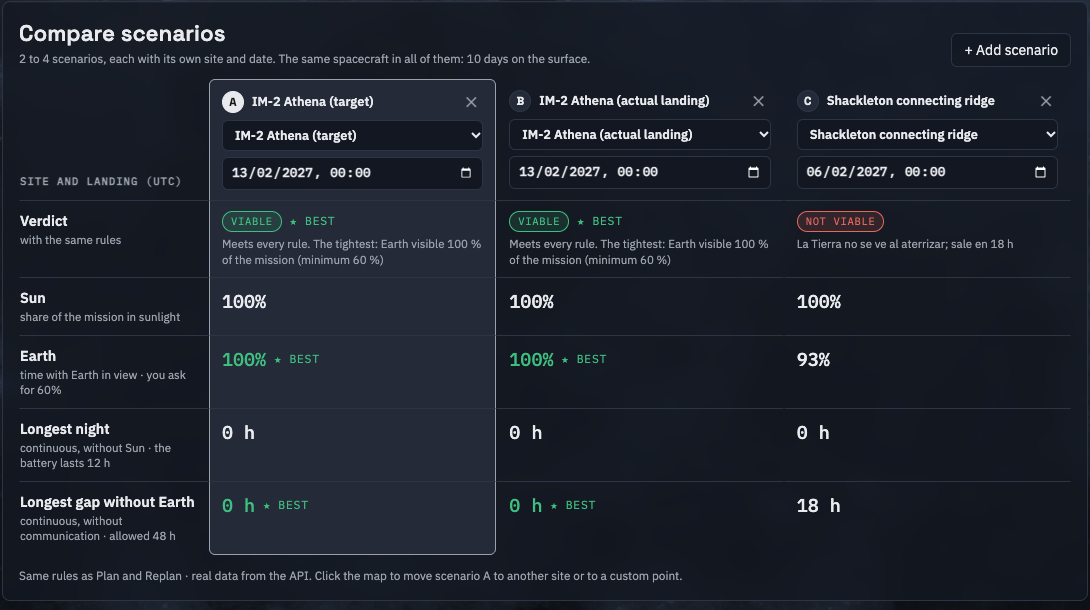 Compare scenarios
2 to 4 scenarios, each with its own site and date. The same spacecraft in all of them: 10 days on the surface.
+ Add scenario
SITE AND LANDING (UTC)
A IM-2 Athena (target) ×
IM-2 Athena (target)
13/02/2027, 00:00
B IM-2 Athena (actual landing) ×
IM-2 Athena (actual landing)
13/02/2027, 00:00
C Shackleton connecting ridge ×
Shackleton connecting ridge
06/02/2027, 00:00
Verdict
with the same rules
VIABLE ★ BEST
Meets every rule. The tightest: Earth visible 100 %
of the mission (minimum 60 %)
VIABLE ★ BEST
Meets every rule. The tightest: Earth visible 100 %
of the mission (minimum 60 %)
NOT VIABLE
La Tierra no se ve al aterrizar; sale en 18 h
Sun
share of the mission in sunlight
100%
100%
100%
Earth
time with Earth in view · you ask
for 60%
100% ★ BEST
100% ★ BEST
93%
Longest night
continuous, without Sun · the
battery lasts 12 h
0 h
0 h
0 h
Longest gap without Earth
continuous, without
communication · allowed 48 h
0 h ★ BEST
0 h ★ BEST
18 h
Same rules as Plan and Replan · real data from the API. Click the map to move scenario A to another site or to a custom point.